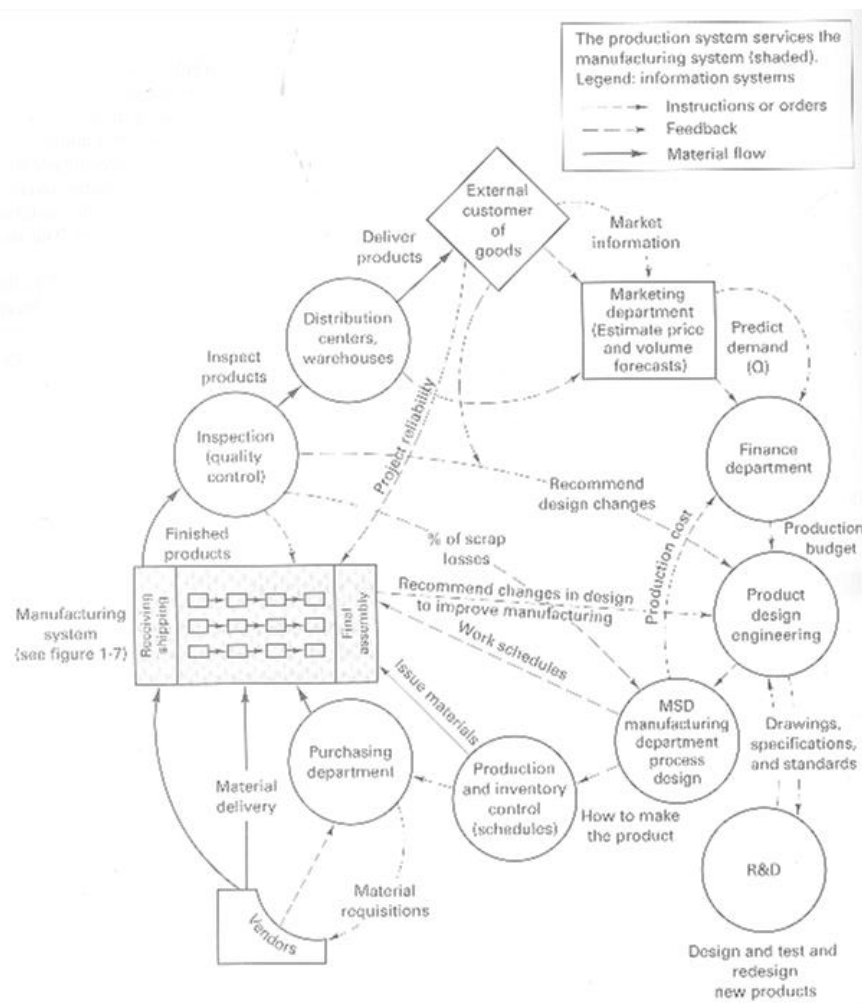 The production system services the
manufacturing system (shaded).
Legend: information systems
Instructions or orders
Feedback
Material flow
External
customer
of
goods
Market
information
Deliver
products
Marketing
department
(Estimate price
and volume
forecasts)
Predict
demand
(Q)
Distribution
centers,
warehouses
Inspect
products
Inspection
(quality
control)
Project reliability
Finance
department
Recommend
design changes
Finished
products
% of scrap
losses
Production cost
Production
budget
Manufacturing
system
(see figure 1-7)
Receiving
shipping
Final
assembly
Recommend changes in design
to improve manufacturing
Product
design
engineering
Work schedules
Issue materials
MSD
manufacturing
department
process
design
Drawings,
specifications,
and standards
Purchasing
department
Production
and inventory
control
(schedules)
Material
delivery
How to make
the product
R&D
Material
requisitions
Vendors
Design and test and
redesign
new products